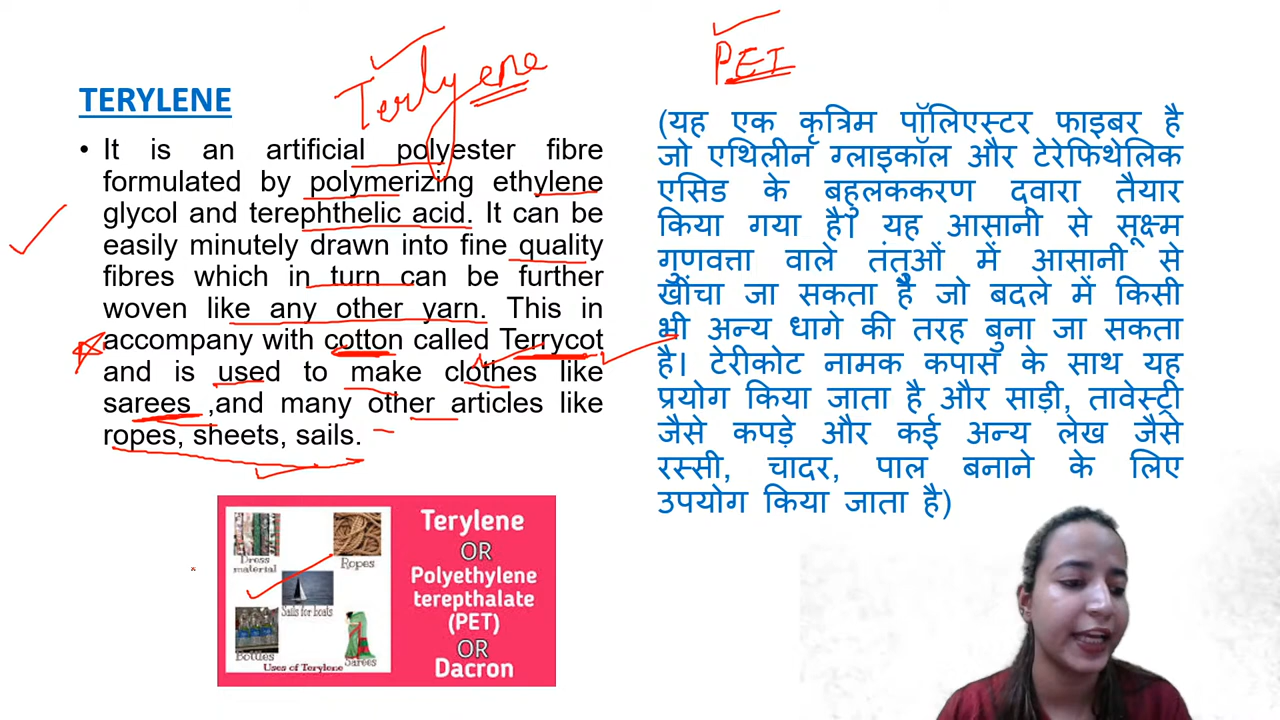 Terlyene
PEI
TERYLENE
• It is an artificial polyester fibre
formulated by polymerizing ethylene
glycol and terephthelic acid. It can be
easily minutely drawn into fine quality
fibres which in turn can be further
woven like any other yarn. This in
accompany with cotton called Terrycot
and is used to make clothes like
sarees ,and many other articles like
ropes, sheets, sails.
(यह एक कृत्रिम पॉलिएस्टर फाइबर है
जो एथिलीन ग्लाइकॉल और टेरेफिथेलिक
एसिड के बहुलककरण द्वारा तैयार
किया गया है। यह आसानी से सूक्ष्म
गुणवत्ता वाले तंतुओं में आसानी से
खींचा जा सकता है जो बदले में किसी
भी अन्य धागे की तरह बुना जा सकता
है। टेरीकोट नामक कपास के साथ यह
प्रयोग किया जाता है और साड़ी, तावेस्ट्री
जैसे कपड़े और कई अन्य लेख जैसे
रस्सी, चादर, पाल बनाने के लिए
उपयोग किया जाता है)
Dress
material
Ropes
Sails for boats
Bottles
Sarees
Uses of Terylene
Terylene
OR
Polyethylene
terepthalate
(PET)
OR
Dacron